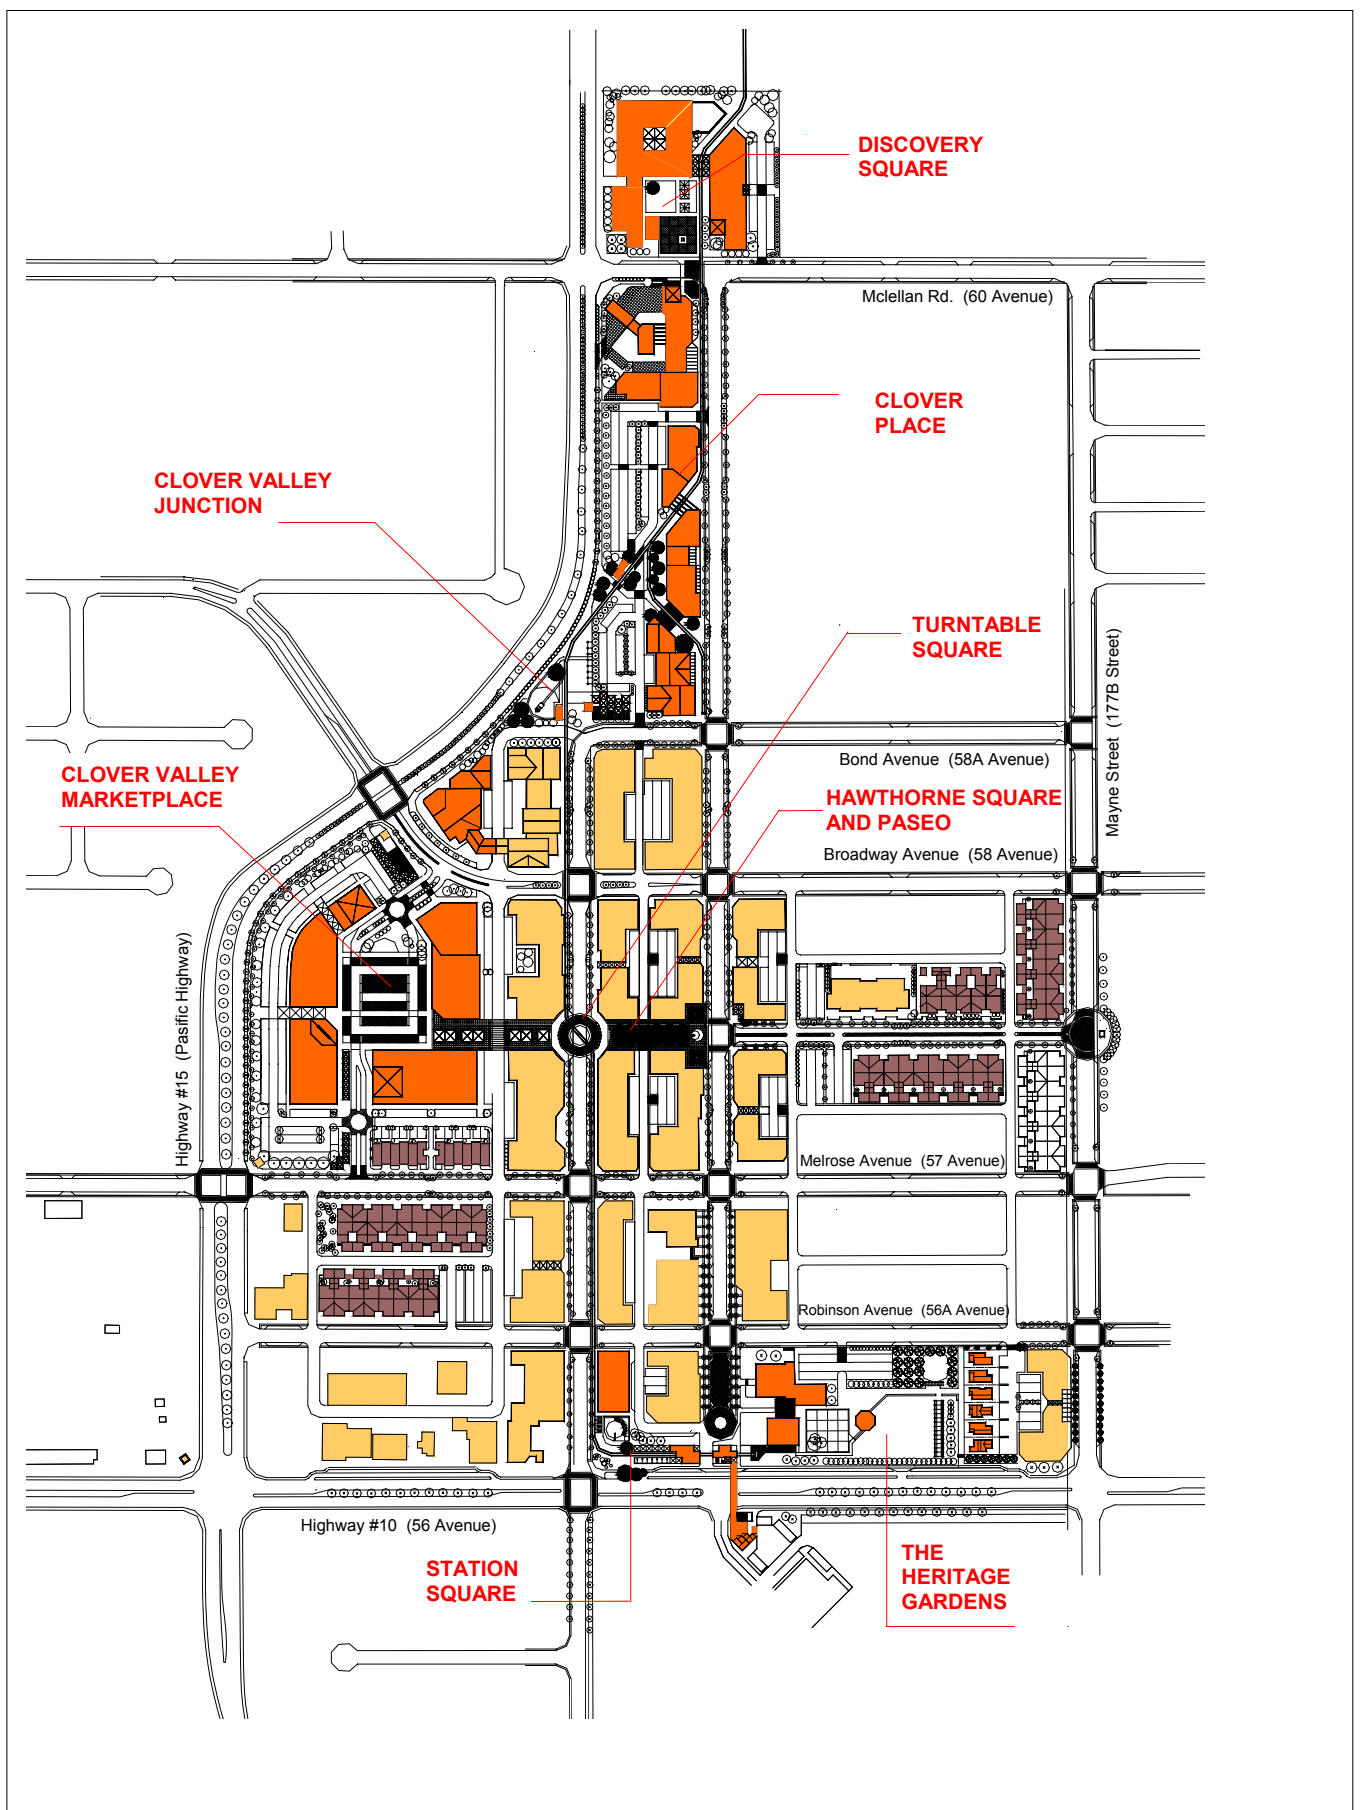 DISCOVERY
SQUARE
Mclellan Rd. (60 Avenue)
CLOVER
PLACE
CLOVER VALLEY
JUNCTION
TURNTABLE
SQUARE
Mayne Street (177B Street)
Bond Avenue (58A Avenue)
CLOVER VALLEY
MARKETPLACE
HAWTHORNE SQUARE
AND PASEO
Broadway Avenue (58 Avenue)
Highway #15 (Pasific Highway)
Melrose Avenue (57 Avenue)
Robinson Avenue (56A Avenue)
Highway #10 (56 Avenue)
STATION
SQUARE
THE
HERITAGE
GARDENS